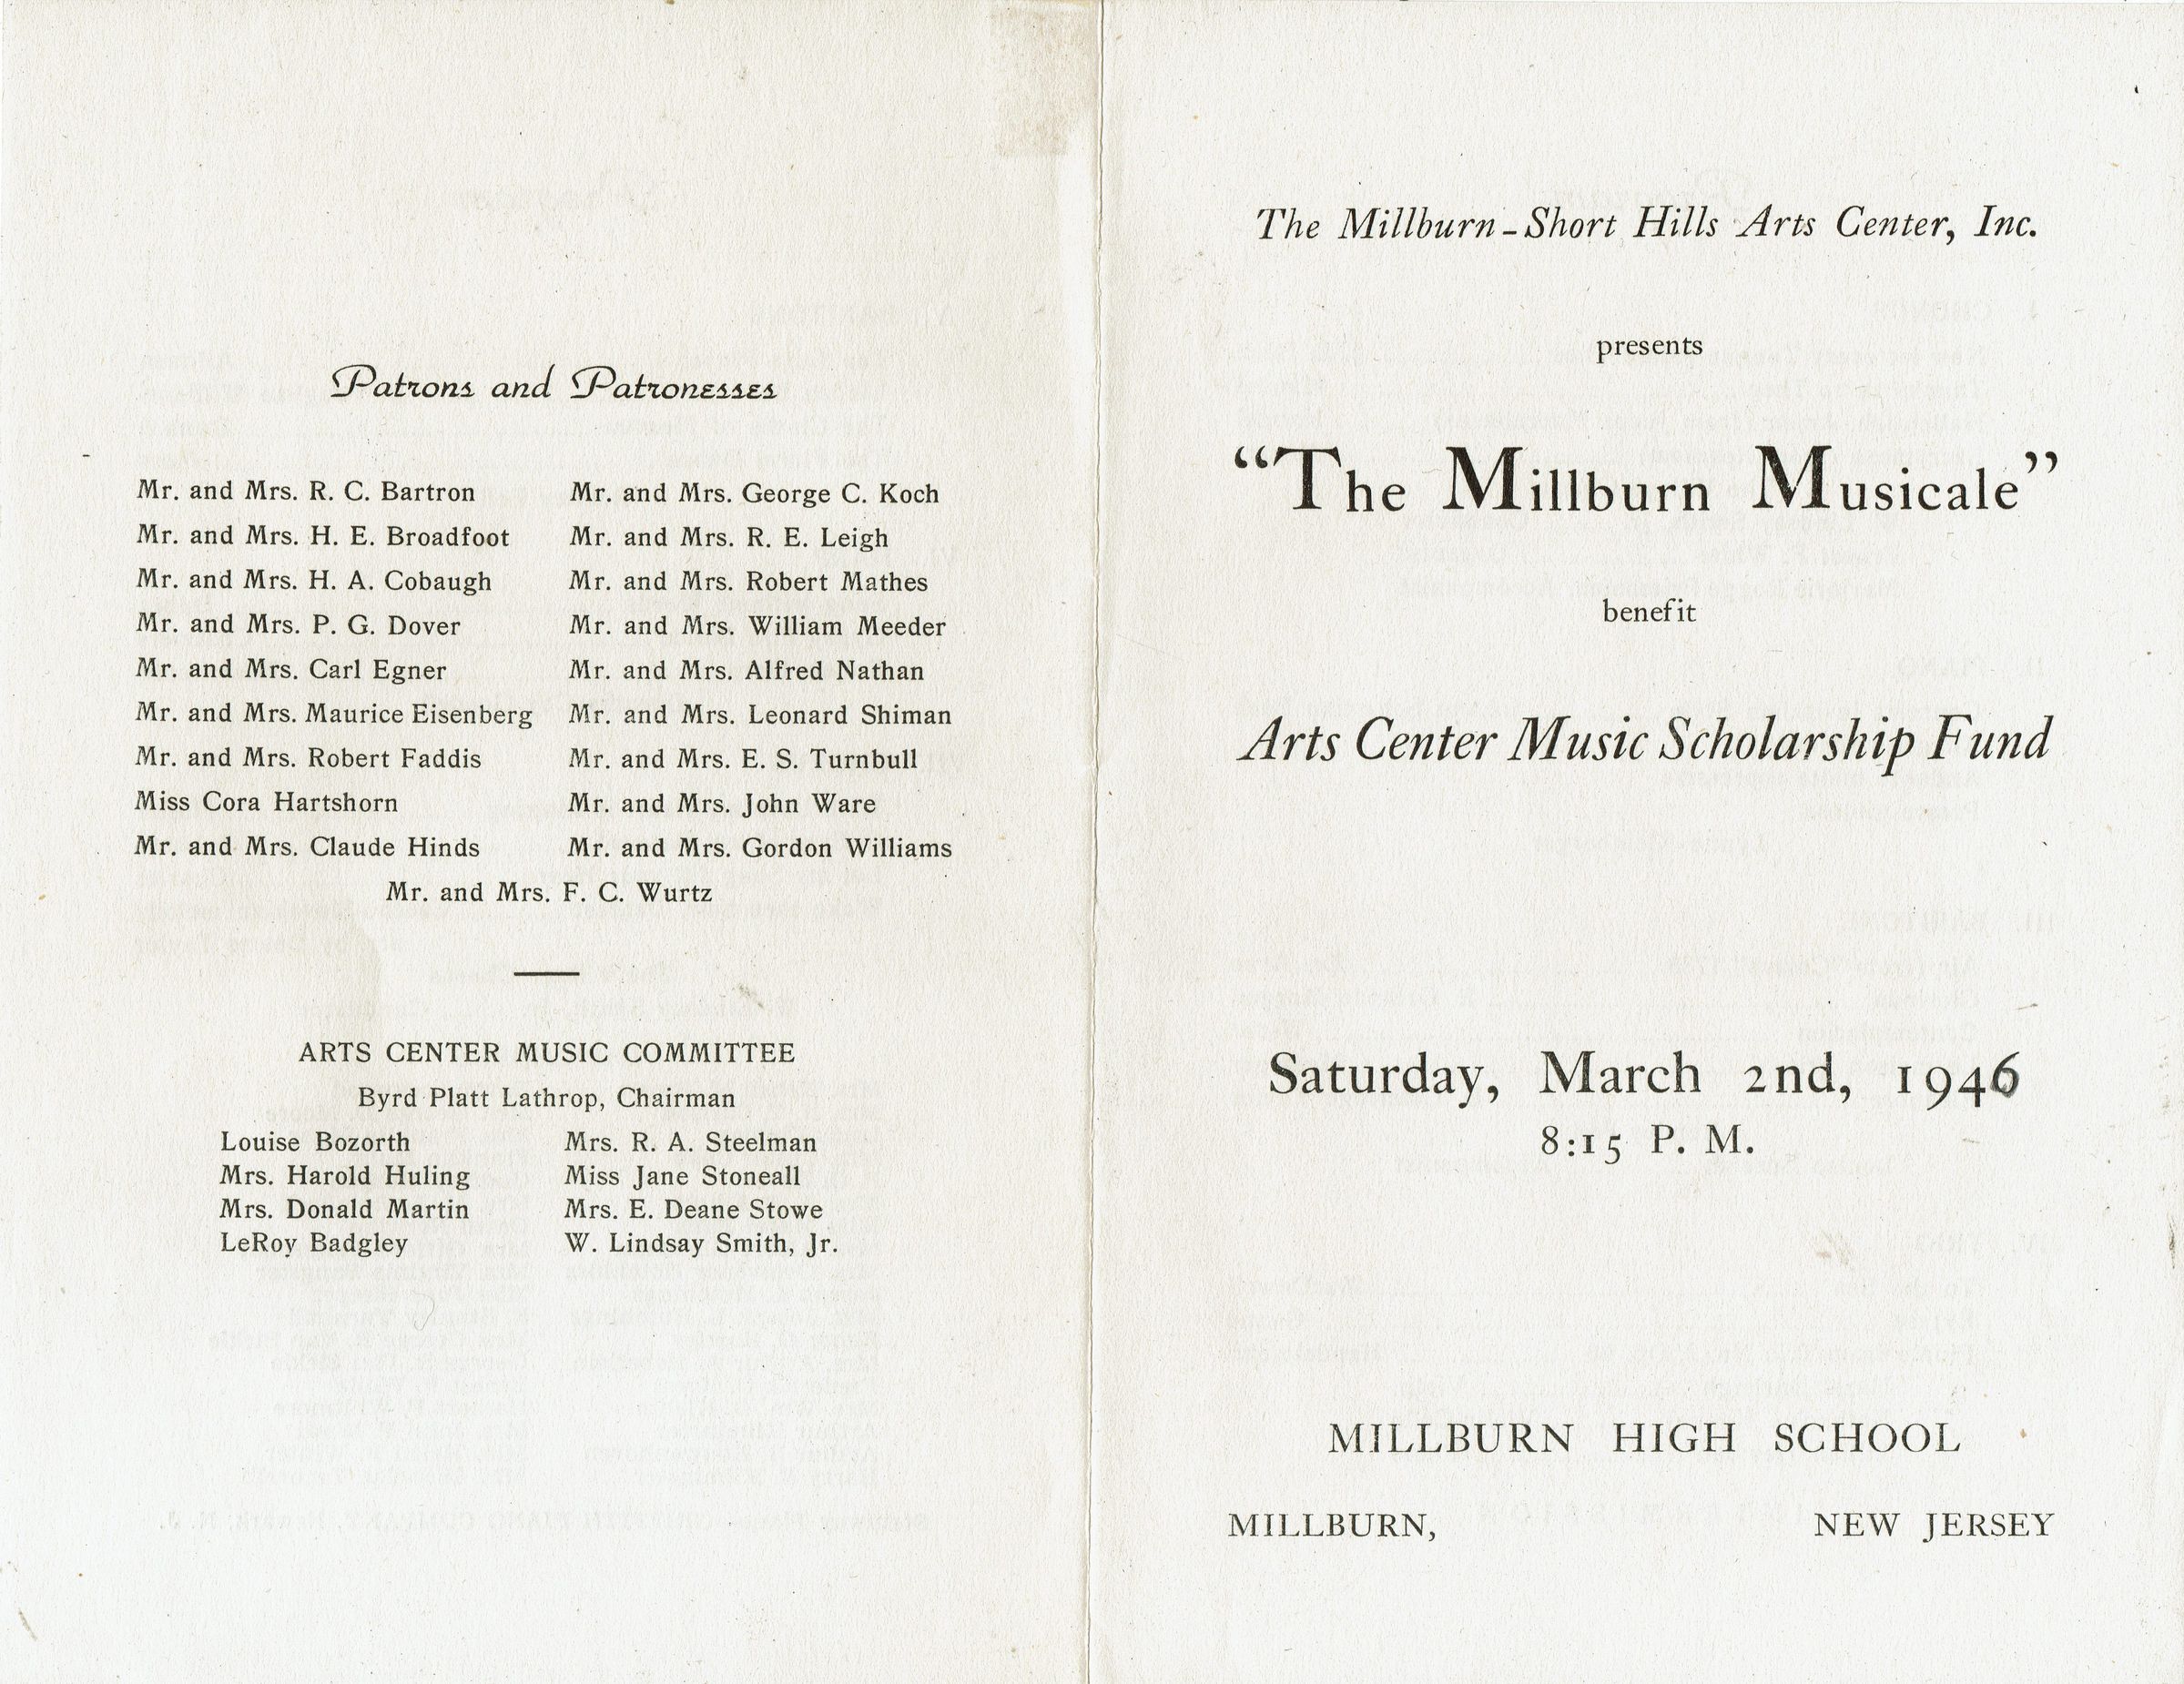 Patrons and Patronesses
Mr. and Mrs. R. C. Bartron
Mr. and Mrs. H. E. Broadfoot
Mr. and Mrs. H. A. Cobaugh
Mr. and Mrs. P. G. Dover
Mr. and Mrs. Carl Egner
Mr. and Mrs. Maurice Eisenberg
Mr. and Mrs. Robert Faddis
Miss Cora Hartshorn
Mr. and Mrs. Claude Hinds
Mr. and Mrs. George C. Koch
Mr. and Mrs. R. E. Leigh
Mr. and Mrs. Robert Mathes
Mr. and Mrs. William Meeder
Mr. and Mrs. Alfred Nathan
Mr. and Mrs. Leonard Shiman
Mr. and Mrs. E. S. Turnbull
Mr. and Mrs. John Ware
Mr. and Mrs. Gordon Williams
Mr. and Mrs. F. C. Wurtz
ARTS CENTER MUSIC COMMITTEE
Byrd Platt Lathrop, Chairman
Louise Bozorth
Mrs. Harold Huling
Mrs. Donald Martin
LeRoy Badgley
Mrs. R. A. Steelman
Miss Jane Stoneall
Mrs. E. Deane Stowe
W. Lindsay Smith, Jr.
The Millburn-Short Hills Arts Center, Inc.
presents
“The Millburn Musicale”
benefit
Arts Center Music Scholarship Fund
Saturday, March 2nd, 1946
8:15 P. M.
MILLBURN HIGH SCHOOL
MILLBURN, NEW JERSEY